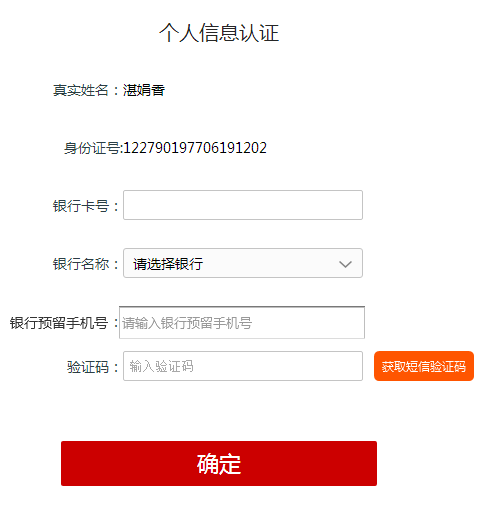 个人信息认证
真实姓名：湛娟香
身份证号:122790197706191202
银行卡号：
银行名称：请选择银行
银行预留手机号：请输入银行预留手机号
验证码：输入验证码 获取短信验证码
确定